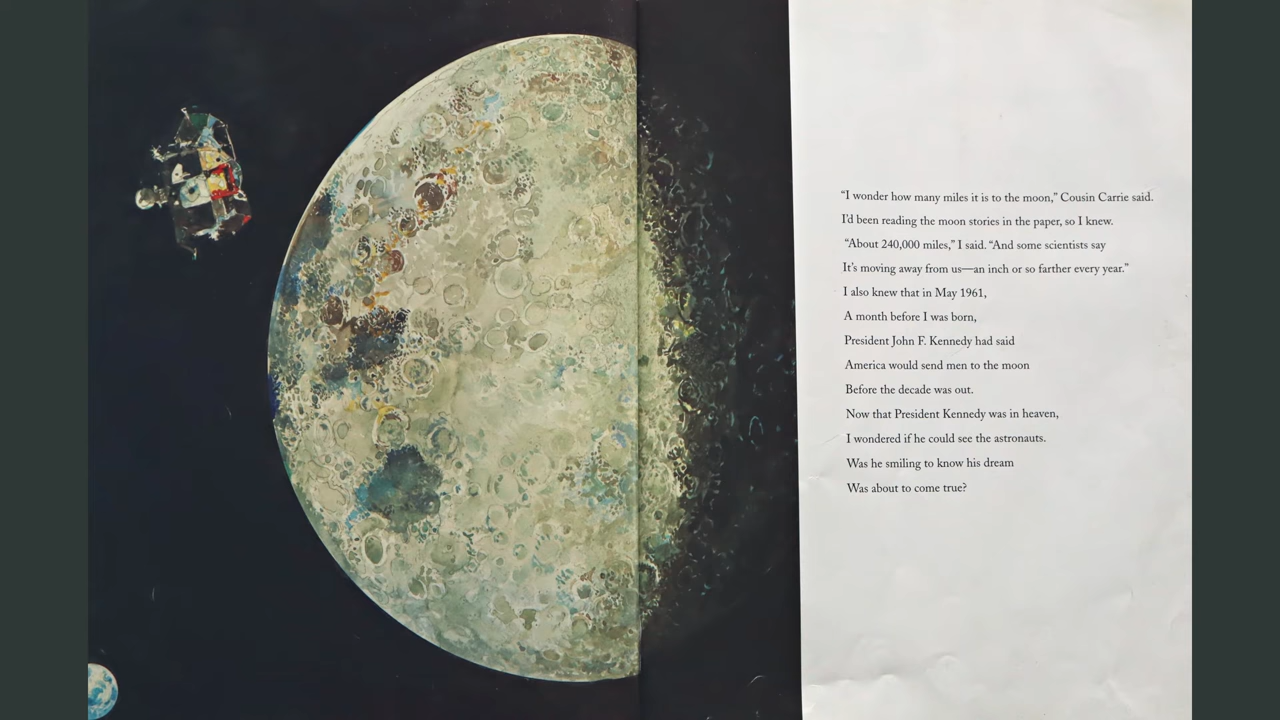 “I wonder how many miles it is to the moon,” Cousin Carrie said.
I’d been reading the moon stories in the paper, so I knew.
“About 240,000 miles,” I said. “And some scientists say
It’s moving away from us—an inch or so farther every year.”
I also knew that in May 1961,
A month before I was born,
President John F. Kennedy had said
America would send men to the moon
Before the decade was out.
Now that President Kennedy was in heaven,
I wondered if he could see the astronauts.
Was he smiling to know his dream
Was about to come true?